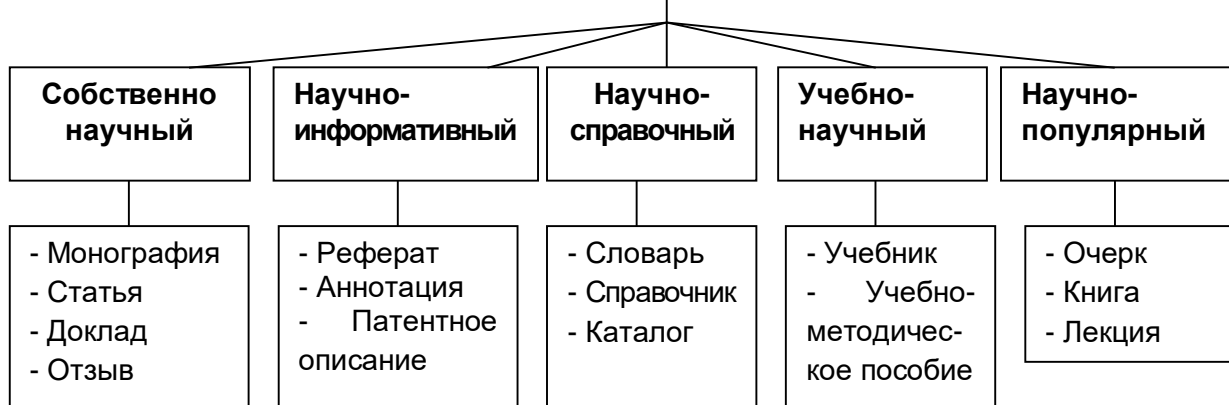 Собственно
научный
Научно-
информативный
Научно-
справочный
Учебно-
научный
Научно-
популярный
- Монография
- Статья
- Доклад
- Отзыв
- Реферат
- Аннотация
- Патентное
описание
- Словарь
- Справочник
- Каталог
- Учебник
- Учебно-
методичес-
кое пособие
- Очерк
- Книга
- Лекция